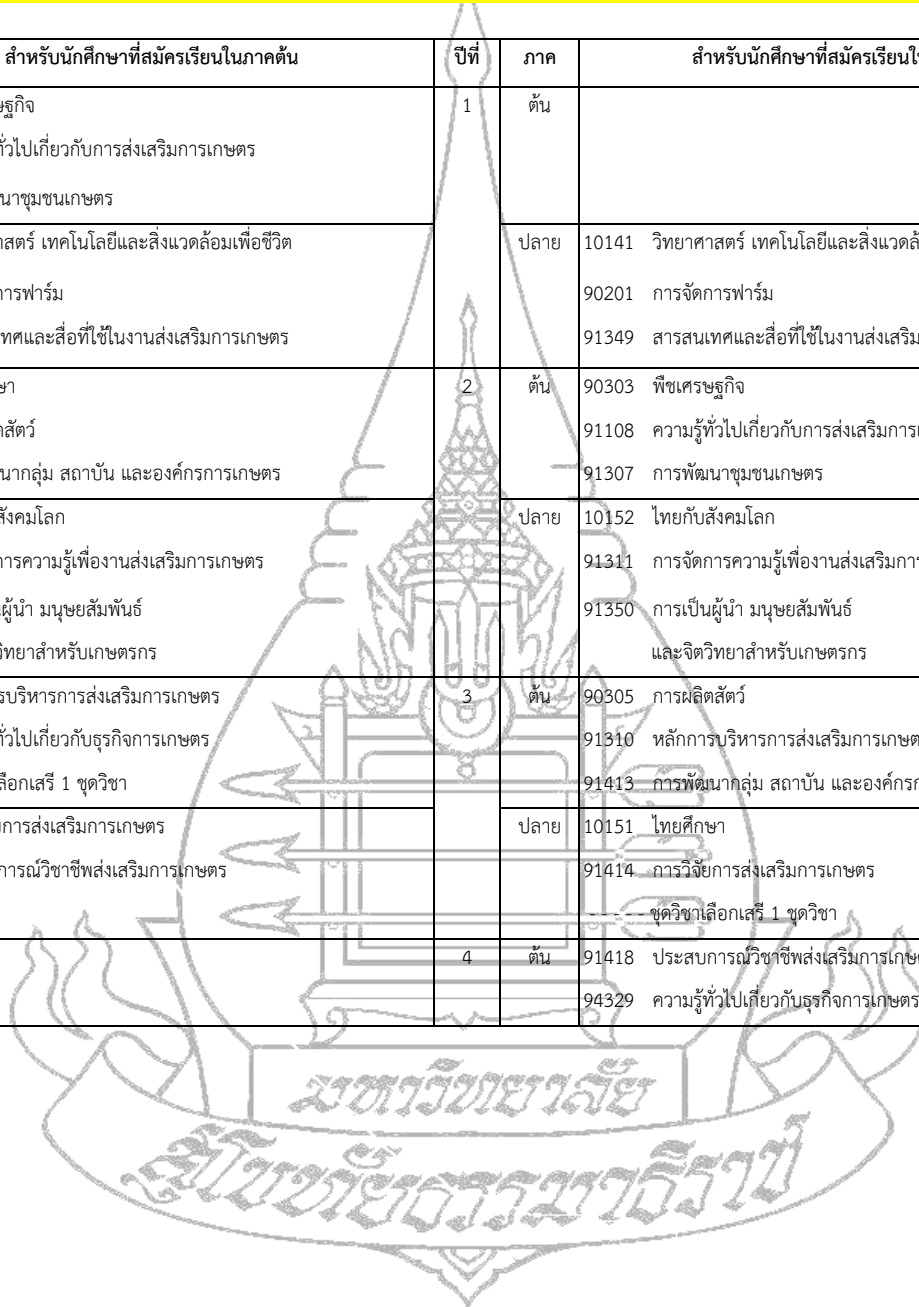 สำหรับนักศึกษาที่สมัครเรียนในภาคต้น ปีที่ ภาค สำหรับนักศึกษาที่สมัครเรียนใ
ษฐกิจ 1 ต้น
ทั่วไปเกี่ยวกับการส่งเสริมการเกษตร
นาชุมชนเกษตร
าสตร์ เทคโนโลยีและสิ่งแวดล้อมเพื่อชีวิต ปลาย 10141 วิทยาศาสตร์ เทคโนโลยีและสิ่งแวดล้
การฟาร์ม 90201 การจัดการฟาร์ม
ทศและสื่อที่ใช้ในงานส่งเสริมการเกษตร 91349 สารสนเทศและสื่อที่ใช้ในงานส่งเสริม
ษา 2 ต้น 90303 พืชเศรษฐกิจ
ตสัตว์ 91108 ความรู้ทั่วไปเกี่ยวกับการส่งเสริมการเ
นากลุ่ม สถาบัน และองค์กรการเกษตร 91307 การพัฒนาชุมชนเกษตร
สังคมโลก ปลาย 10152 ไทยกับสังคมโลก
การความรู้เพื่องานส่งเสริมการเกษตร 91311 การจัดการความรู้เพื่องานส่งเสริมการ
นผู้นำ มนุษยสัมพันธ์ 91350 การเป็นผู้นำ มนุษยสัมพันธ์
วิทยาสำหรับเกษตรกร และจิตวิทยาสำหรับเกษตรกร
รบริหารการส่งเสริมการเกษตร 3 ต้น 90305 การผลิตสัตว์
ทั่วไปเกี่ยวกับธุรกิจการเกษตร 91310 หลักการบริหารการส่งเสริมการเกษต
ลือกเสรี 1 ชุดวิชา 91413 การพัฒนากลุ่ม สถาบัน และองค์กรก
ยการส่งเสริมการเกษตร ปลาย 10151 ไทยศึกษา
การณ์วิชาชีพส่งเสริมการเกษตร 91414 การวิจัยการส่งเสริมการเกษตร
- - - - - ชุดวิชาเลือกเสรี 1 ชุดวิชา
4 ต้น 91418 ประสบการณ์วิชาชีพส่งเสริมการเกษ
94329 ความรู้ทั่วไปเกี่ยวกับธุรกิจการเกษตร
มหาวิทยาลัย
สุโขทัยธรรมาธิราช